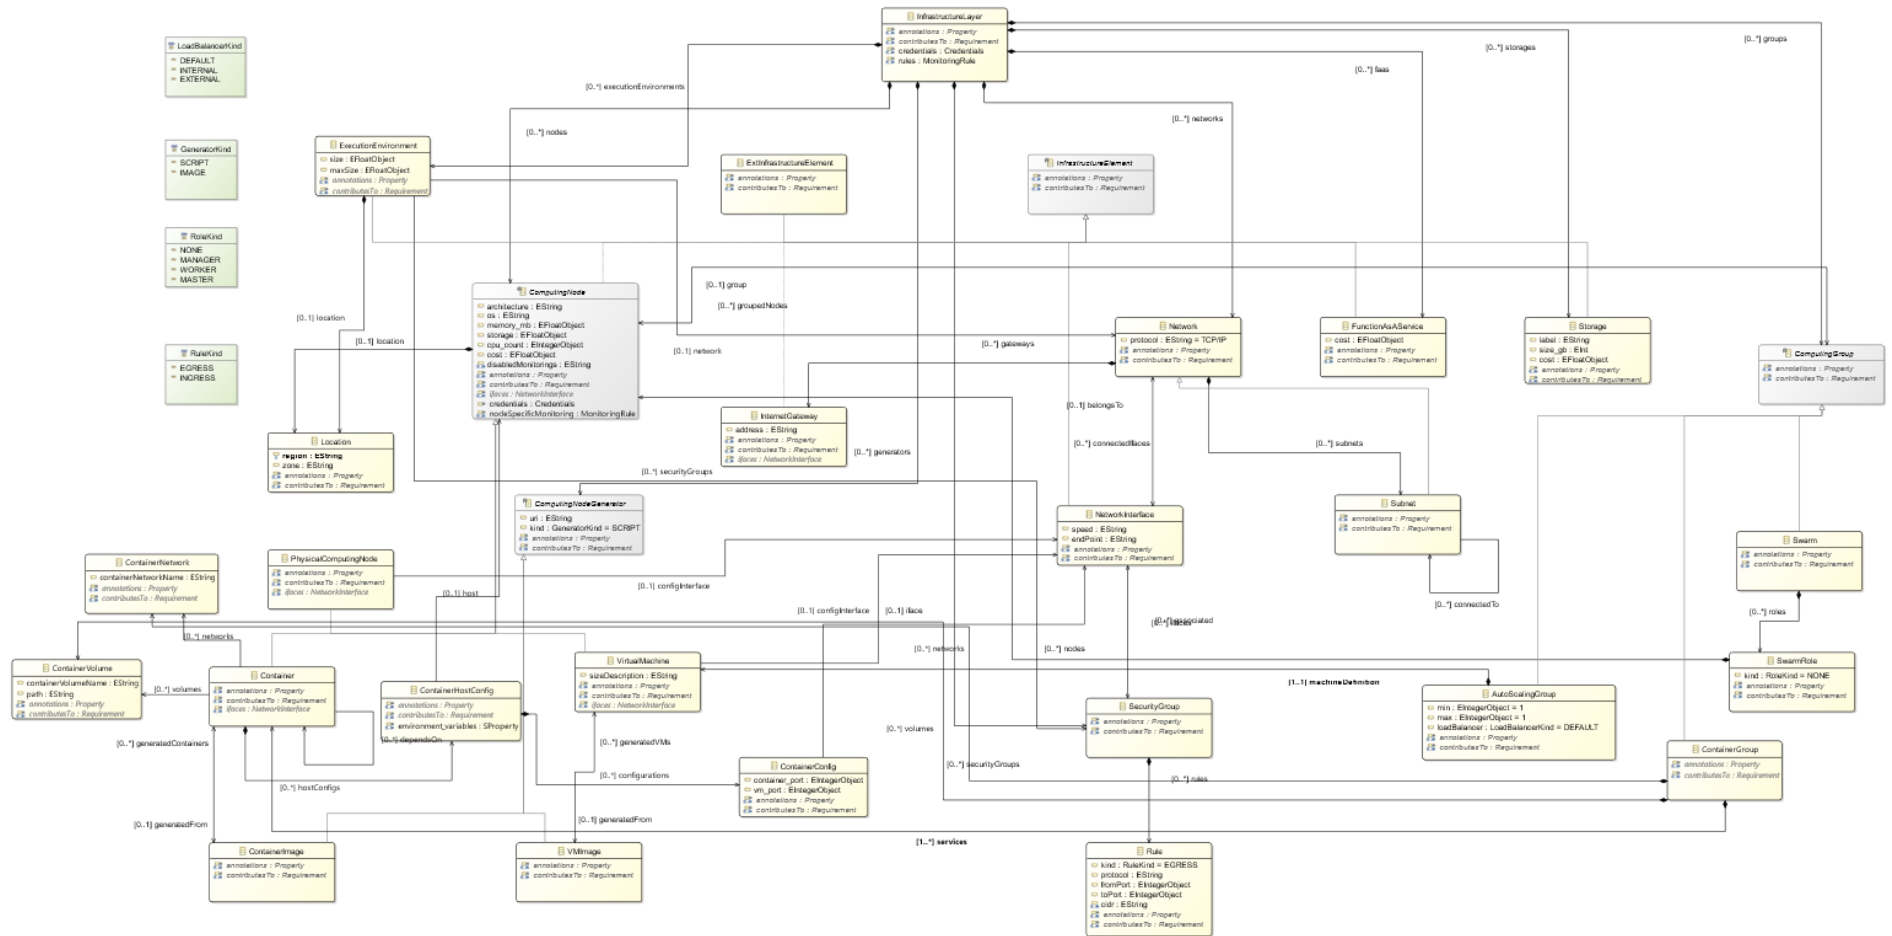 InfrastructureLayer
annotations : Property
contributesTo : Requirement
credentials : Credentials
rules : MonitoringRule
[0..*] groups
[0..*] storages
[0..*] faas
[0..*] executionEnvironments
[0..*] nodes
[0..*] networks
LoadBalancerKind
DEFAULT
INTERNAL
EXTERNAL
GeneratorKind
SCRIPT
IMAGE
RoleKind
NONE
MANAGER
WORKER
MASTER
RuleKind
EGRESS
INGRESS
ExecutionEnvironment
size : EFloatObject
maxSize : EFloatObject
annotations : Property
contributesTo : Requirement
ExtInfrastructureElement
annotations : Property
contributesTo : Requirement
InfrastructureElement
annotations : Property
contributesTo : Requirement
[0..1] group
[0..*] groupedNodes
[0..1] location
[0..1] location
[0..1] network
[0..*] gateways
ComputingNode
architecture : EString
os : EString
memory_mb : EFloatObject
storage : EFloatObject
cpu_count : EIntegerObject
cost : EFloatObject
disabledMonitorings : EString
annotations : Property
contributesTo : Requirement
ifaces : NetworkInterface
credentials : Credentials
nodeSpecificMonitoring : MonitoringRule
Network
protocol : EString = TCP/IP
annotations : Property
contributesTo : Requirement
FunctionAsAService
cost : EFloatObject
annotations : Property
contributesTo : Requirement
Storage
label : EString
size_gb : EInt
cost : EFloatObject
annotations : Property
contributesTo : Requirement
ComputingGroup
annotations : Property
contributesTo : Requirement
Location
region : EString
zone : EString
annotations : Property
contributesTo : Requirement
InternetGateway
address : EString
annotations : Property
contributesTo : Requirement
ifaces : NetworkInterface
[0..1] belongsTo
[0..*] connectedIfaces
[0..*] subnets
[0..*] generators
[0..*] securityGroups
ComputingNodeGenerator
uri : EString
kind : GeneratorKind = SCRIPT
annotations : Property
contributesTo : Requirement
NetworkInterface
speed : EString
endPoint : EString
annotations : Property
contributesTo : Requirement
Subnet
annotations : Property
contributesTo : Requirement
[0..*] connectedTo
Swarm
annotations : Property
contributesTo : Requirement
[0..*] roles
ContainerNetwork
containerNetworkName : EString
annotations : Property
contributesTo : Requirement
PhysicalComputingNode
annotations : Property
contributesTo : Requirement
ifaces : NetworkInterface
[0..1] host
[0..1] configInterface
[0..1] configInterface
[0..1] iface
associated
[0..*] networks
[0..*] networks
[0..*] nodes
ContainerVolume
containerVolumeName : EString
path : EString
annotations : Property
contributesTo : Requirement
[0..*] volumes
Container
annotations : Property
contributesTo : Requirement
ifaces : NetworkInterface
ContainerHostConfig
annotations : Property
contributesTo : Requirement
environment_variables : SProperty
[0..*] dependsOn
VirtualMachine
sizeDescription : EString
annotations : Property
contributesTo : Requirement
ifaces : NetworkInterface
SwarmRole
kind : RoleKind = NONE
annotations : Property
contributesTo : Requirement
[1..1] machineDefinition
AutoScalingGroup
min : EIntegerObject = 1
max : EIntegerObject = 1
loadBalancer : LoadBalancerKind = DEFAULT
annotations : Property
contributesTo : Requirement
SecurityGroup
annotations : Property
contributesTo : Requirement
[0..*] volumes
[0..*] generatedContainers
[0..*] generatedVMs
[0..*] configurations
[0..*] hostConfigs
[0..*] securityGroups
[0..*] rules
ContainerConfig
container_port : EIntegerObject
vm_port : EIntegerObject
annotations : Property
contributesTo : Requirement
ContainerGroup
annotations : Property
contributesTo : Requirement
[0..1] generatedFrom
[0..1] generatedFrom
[1..*] services
ContainerImage
annotations : Property
contributesTo : Requirement
VMImage
annotations : Property
contributesTo : Requirement
Rule
kind : RuleKind = EGRESS
protocol : EString
fromPort : EIntegerObject
toPort : EIntegerObject
cidr : EString
annotations : Property
contributesTo : Requirement